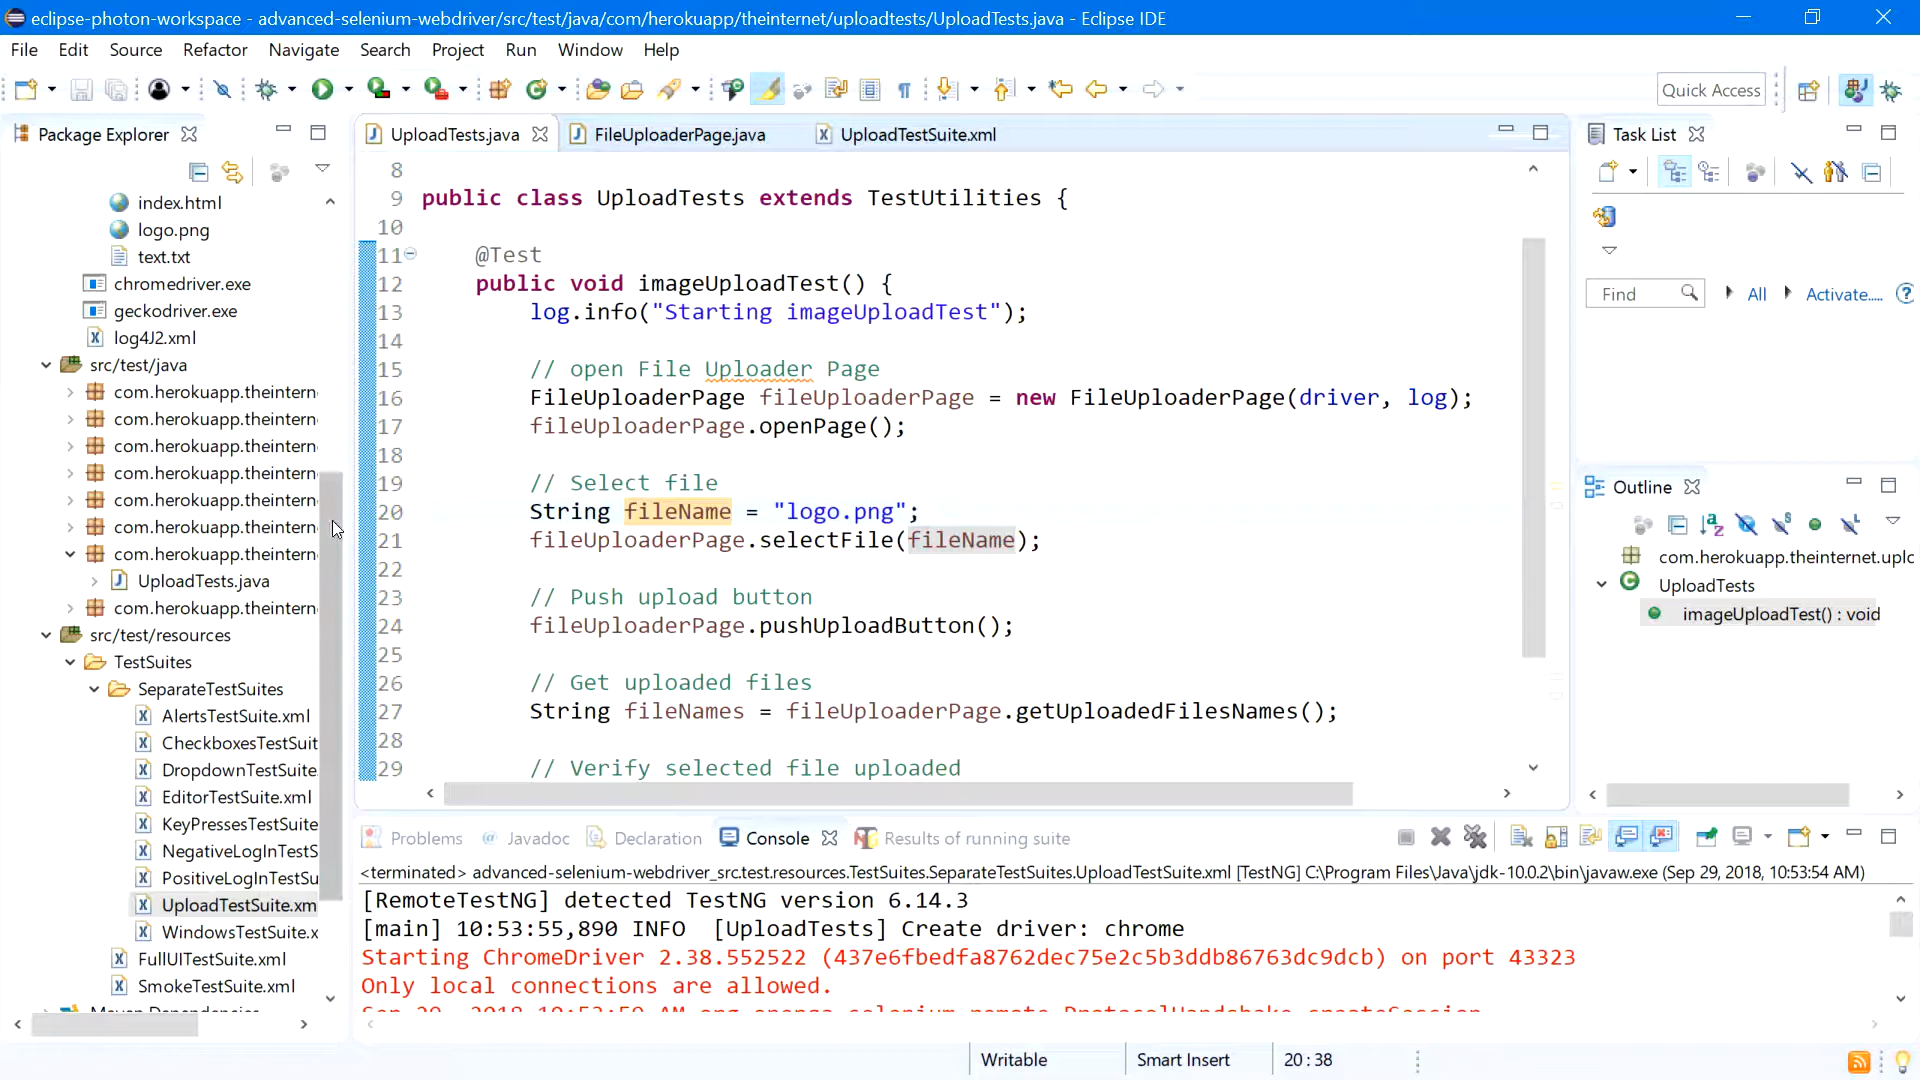 eclipse-photon-workspace - advanced-selenium-webdriver/src/test/java/com/herokuapp/theinternet/uploadtests/UploadTests.java - Eclipse IDE
File Edit Source Refactor Navigate Search Project Run Window Help
Quick Access
Package Explorer
index.html
logo.png
text.txt
chromedriver.exe
geckodriver.exe
log4J2.xml
src/test/java
com.herokuapp.theintern
com.herokuapp.theintern
com.herokuapp.theintern
com.herokuapp.theintern
com.herokuapp.theintern
com.herokuapp.theintern
com.herokuapp.theintern
UploadTests.java
com.herokuapp.theintern
src/test/resources
TestSuites
SeparateTestSuites
AlertsTestSuite.xml
CheckboxesTestSuit
DropdownTestSuite.
EditorTestSuite.xml
KeyPressesTestSuite
NegativeLogInTestS
PositiveLogInTestSu
UploadTestSuite.xm
WindowsTestSuite.x
FullUITestSuite.xml
SmokeTestSuite.xml
UploadTests.java FileUploaderPage.java UploadTestSuite.xml
8
9 public class UploadTests extends TestUtilities {
10
11 @Test
12 public void imageUploadTest() {
13 log.info("Starting imageUploadTest");
14
15 // open File Uploader Page
16 FileUploaderPage fileUploaderPage = new FileUploaderPage(driver, log);
17 fileUploaderPage.openPage();
18
19 // Select file
20 String fileName = "logo.png";
21 fileUploaderPage.selectFile(fileName);
22
23 // Push upload button
24 fileUploaderPage.pushUploadButton();
25
26 // Get uploaded files
27 String fileNames = fileUploaderPage.getUploadedFilesNames();
28
29 // Verify selected file uploaded
Task List
Find All Activate....
Outline
com.herokuapp.theinternet.uplc
UploadTests
imageUploadTest() : void
Problems Javadoc Declaration Console Results of running suite
<terminated> advanced-selenium-webdriver_src.test.resources.TestSuites.SeparateTestSuites.UploadTestSuite.xml [TestNG] C:\Program Files\Java\jdk-10.0.2\bin\javaw.exe (Sep 29, 2018, 10:53:54 AM)
[RemoteTestNG] detected TestNG version 6.14.3
[main] 10:53:55,890 INFO [UploadTests] Create driver: chrome
Starting ChromeDriver 2.38.552522 (437e6fbedfa8762dec75e2c5b3ddb86763dc9dcb) on port 43323
Only local connections are allowed.
Writable Smart Insert 20 : 38